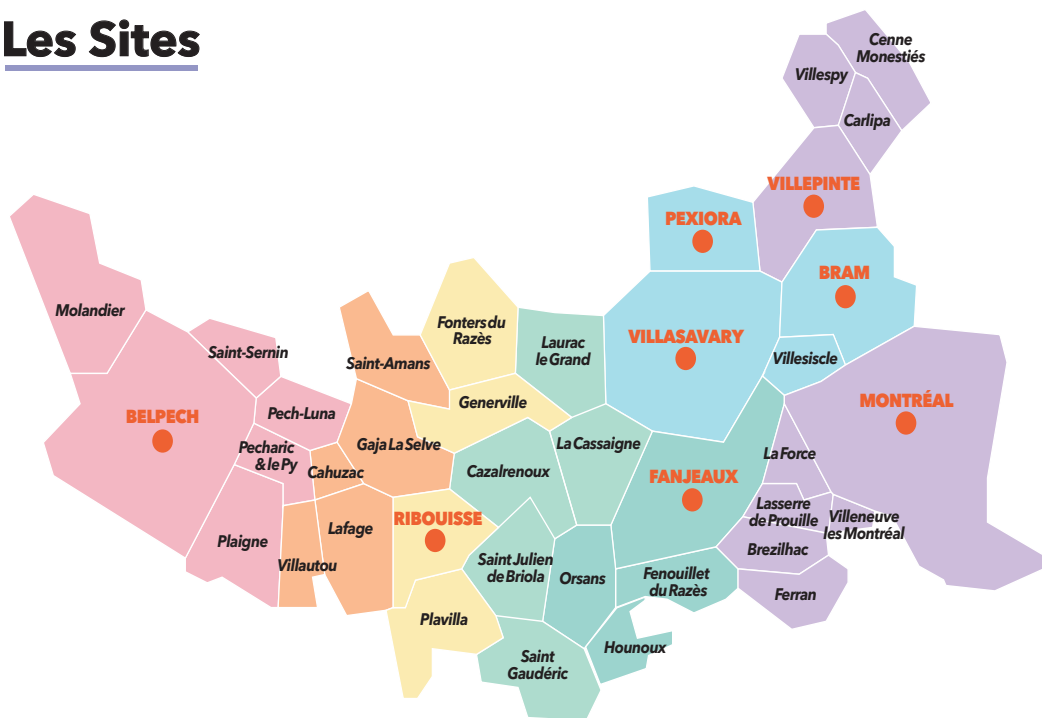 Les Sites
Cenne
Monestiés
Villespy
Carlipa
VILLEPINTE
PEXIORA
BRAM
Molandier
Fonters du
Razès
VILLASAVARY
Laurac
le Grand
Saint-Sernin
Villesiscle
Saint-Amans
MONTRÉAL
Generville
BELPECH
Pech-Luna
Gaja La Selve
La Cassaigne
Pecharic
& le Py
La Force
Cahuzac
Cazalrenoux
FANJEAUX
Lasserre
de Prouille
Villeneuve
les Montréal
RIBOUISSE
Lafage
Plaigne
Brezilhac
Saint Julien
de Briola
Villautou
Orsans
Fenouillet
du Razès
Ferran
Plavilla
Hounoux
Saint
Gaudéric